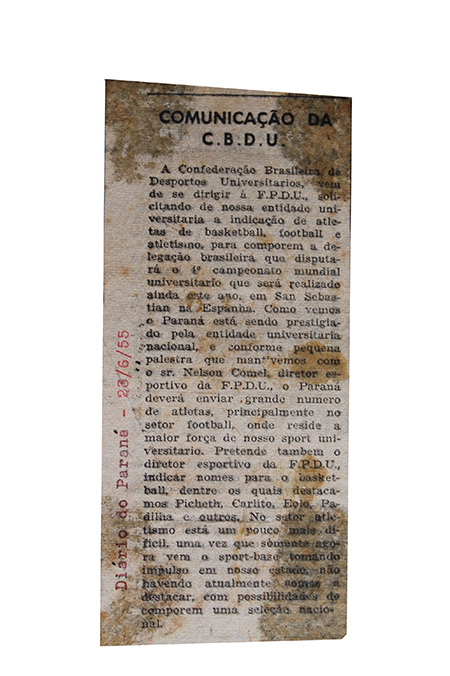 COMUNICAÇÃO DA
C.B.D.U.
A Confederação Brasileira de
Desportos Universitarios, vem
de se dirigir á F.P.D.U., soli-
citando de nossa entidade uni-
versitaria a indicação de atle-
tas de basketball, football e
atletismo, para comporem a de-
legação brasileira que disputa-
rá o 4º campeonato mundial
universitario que será realizado
ainda este ano, em San Sebas-
tian na Espanha. Como vemos
o Paraná está sendo prestigia-
do pela entidade universitaria
nacional, e conforme pequena
palestra que mantivemos com
o sr. Nelson Comel, diretor es-
portivo da F.P.D.U., o Paraná
deverá enviar grande numero
de atletas, principalmente no
setor football, onde reside a
maior força de nosso sport uni-
versitario. Pretende tambem o
diretor esportivo da F.P.D.U.,
indicar nomes para o basket-
ball, dentre os quais destaca-
mos Picheth, Carlito, Eolo, Pa-
dilha e outros. No setor atle-
tismo está um pouco mais di-
ficil, uma vez que sòmente ago-
ra vem o sport-base tomando
impulso em nosso estado, não
havendo atualmente nomes a
destacar, com possibilidades de
comporem uma seleção nacio-
nal.
Diário do Paraná - 23/6/55